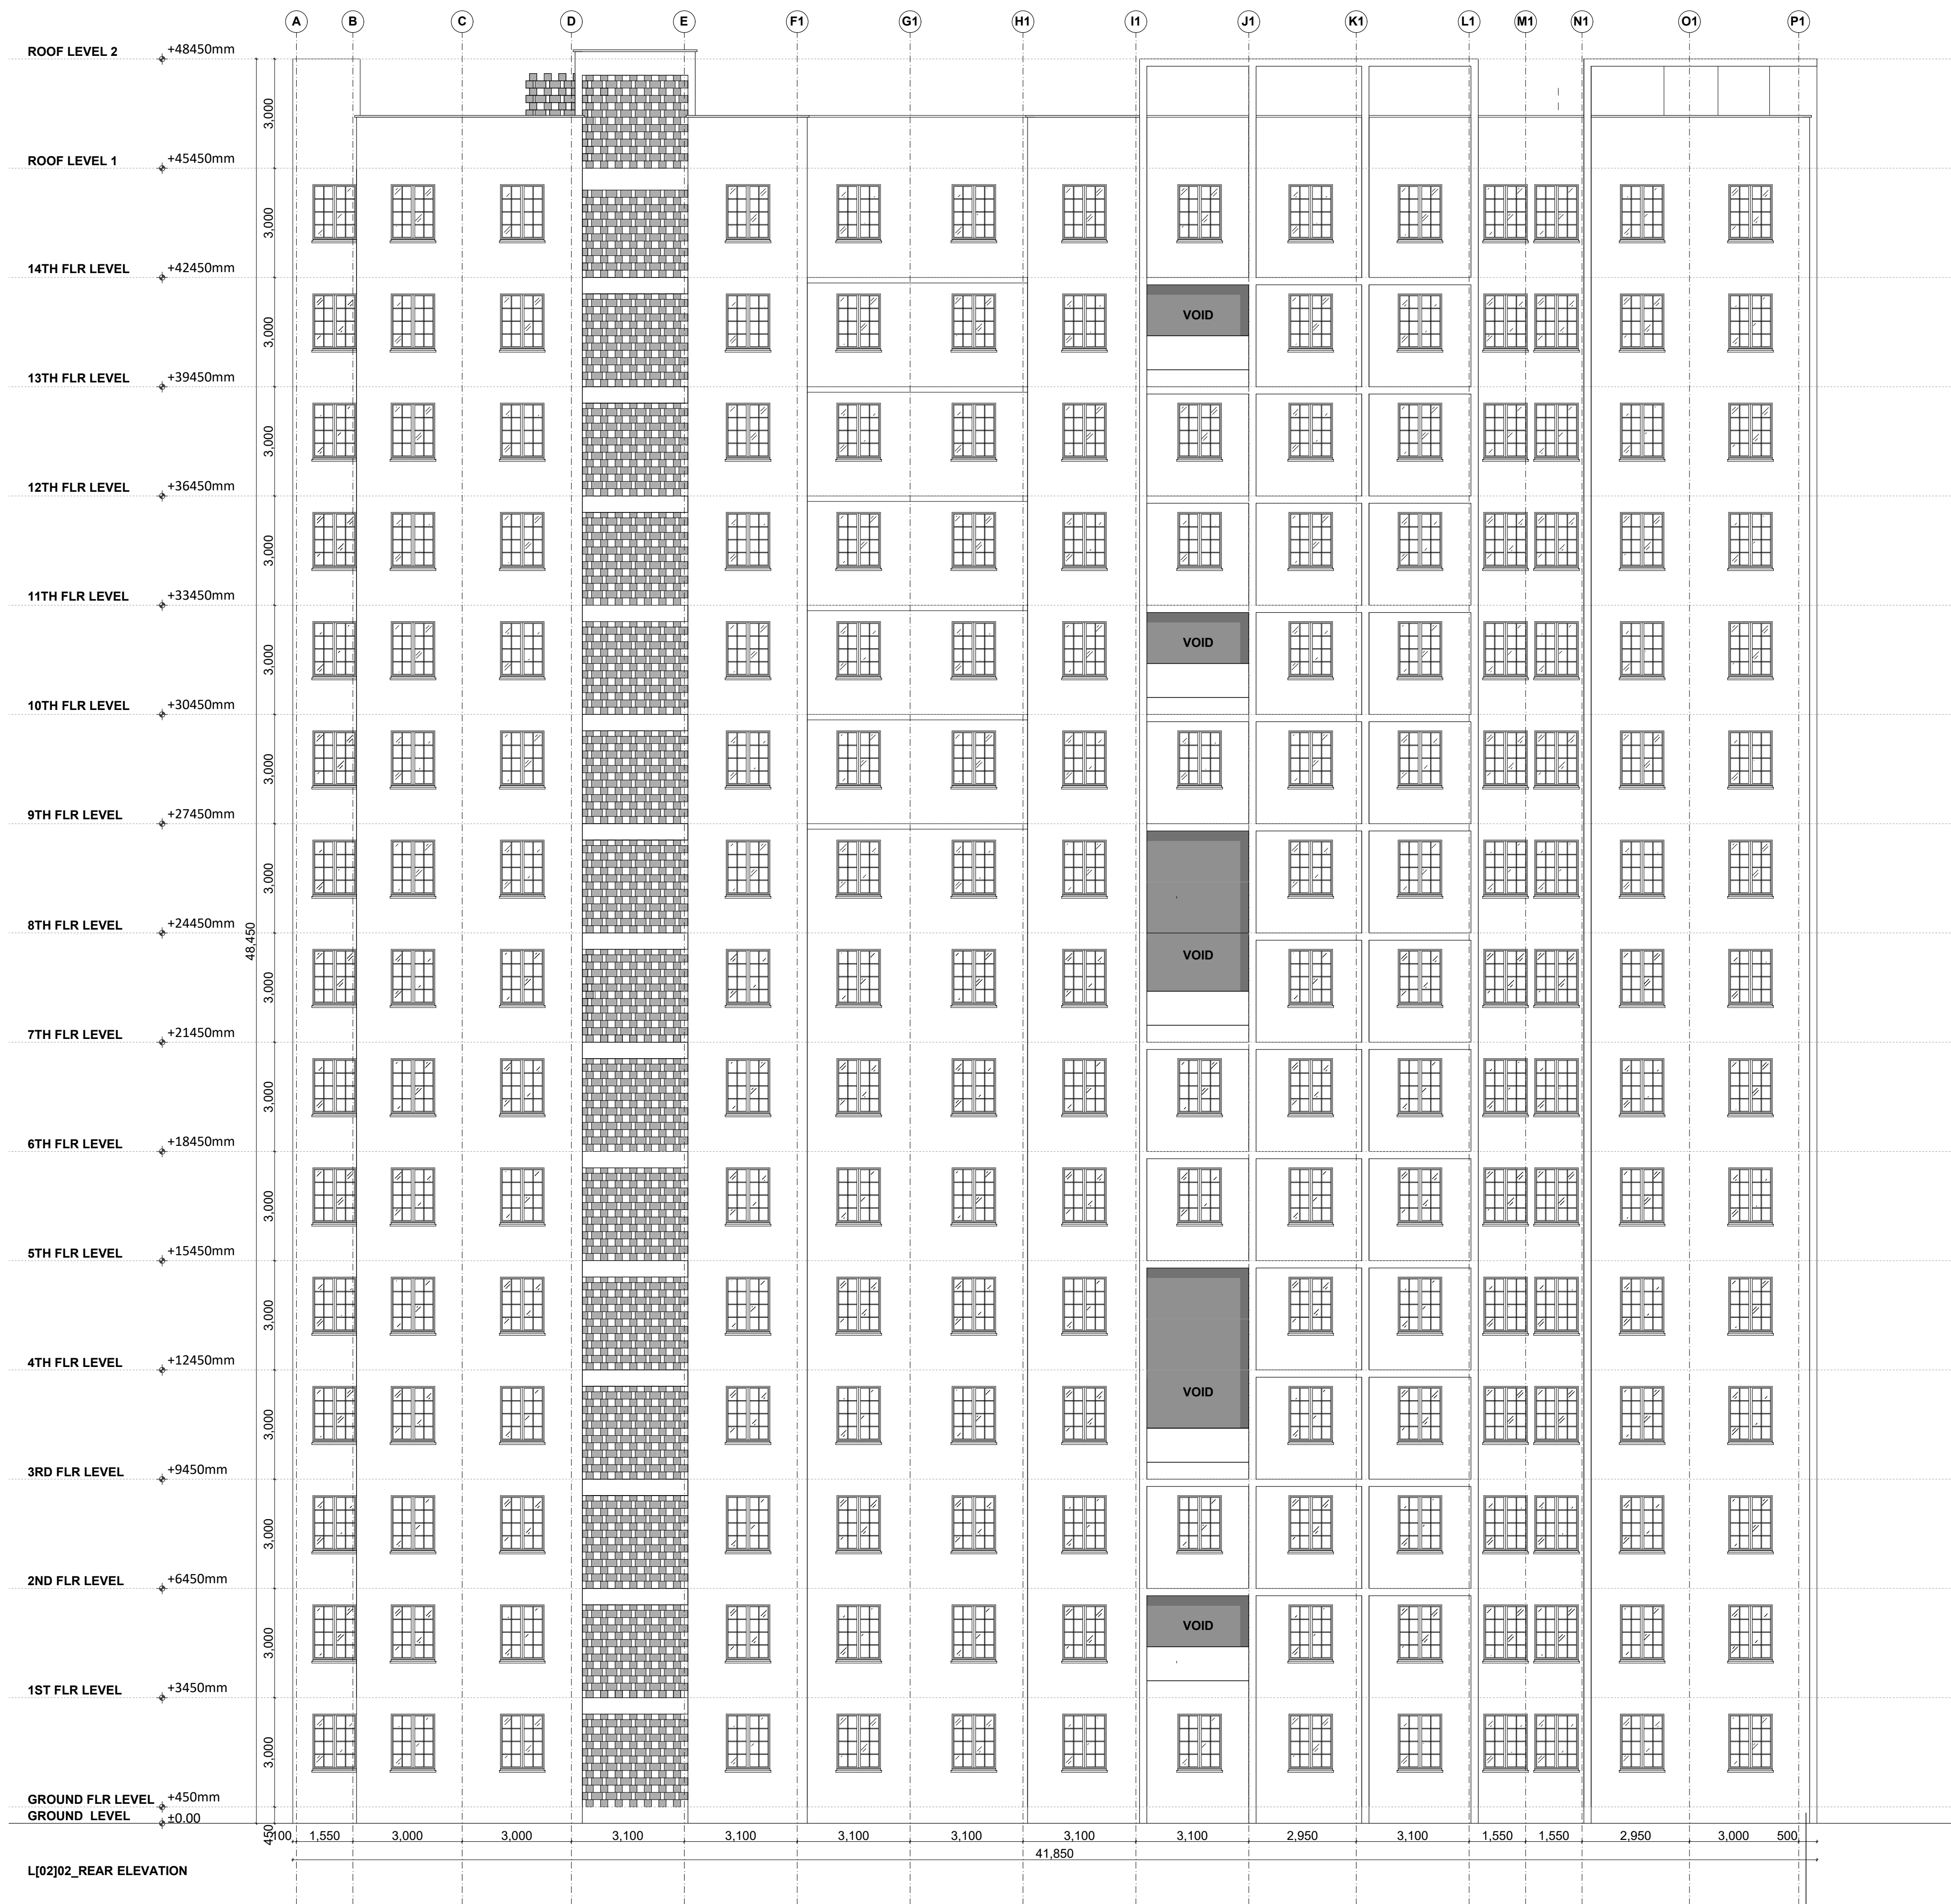 A B C D E F1 G1 H1 I1 J1 K1 L1 M1 N1 O1 P1
ROOF LEVEL 2 +48450mm
3,000
ROOF LEVEL 1 +45450mm
3,000
14TH FLR LEVEL +42450mm
3,000 VOID
13TH FLR LEVEL +39450mm
3,000
12TH FLR LEVEL +36450mm
3,000
11TH FLR LEVEL +33450mm
3,000 VOID
10TH FLR LEVEL +30450mm
3,000
9TH FLR LEVEL +27450mm
3,000
8TH FLR LEVEL +24450mm
48,450
3,000 VOID
7TH FLR LEVEL +21450mm
3,000
6TH FLR LEVEL +18450mm
3,000
5TH FLR LEVEL +15450mm
3,000
4TH FLR LEVEL +12450mm
3,000 VOID
3RD FLR LEVEL +9450mm
3,000
2ND FLR LEVEL +6450mm
3,000 VOID
1ST FLR LEVEL +3450mm
3,000
GROUND FLR LEVEL +450mm
GROUND LEVEL ±0.00
450 100 1,550 3,000 3,000 3,100 3,100 3,100 3,100 3,100 3,100 2,950 3,100 1,550 1,550 2,950 3,000 500
41,850
L[02]02_REAR ELEVATION